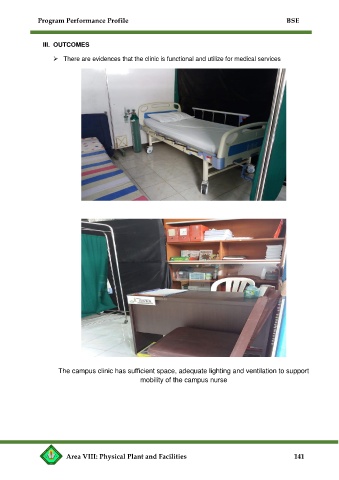 Program Performance Profile BSE
III. OUTCOMES
➢ There are evidences that the clinic is functional and utilize for medical services
The campus clinic has sufficient space, adequate lighting and ventilation to support
mobility of the campus nurse
Area VIII: Physical Plant and Facilities 141